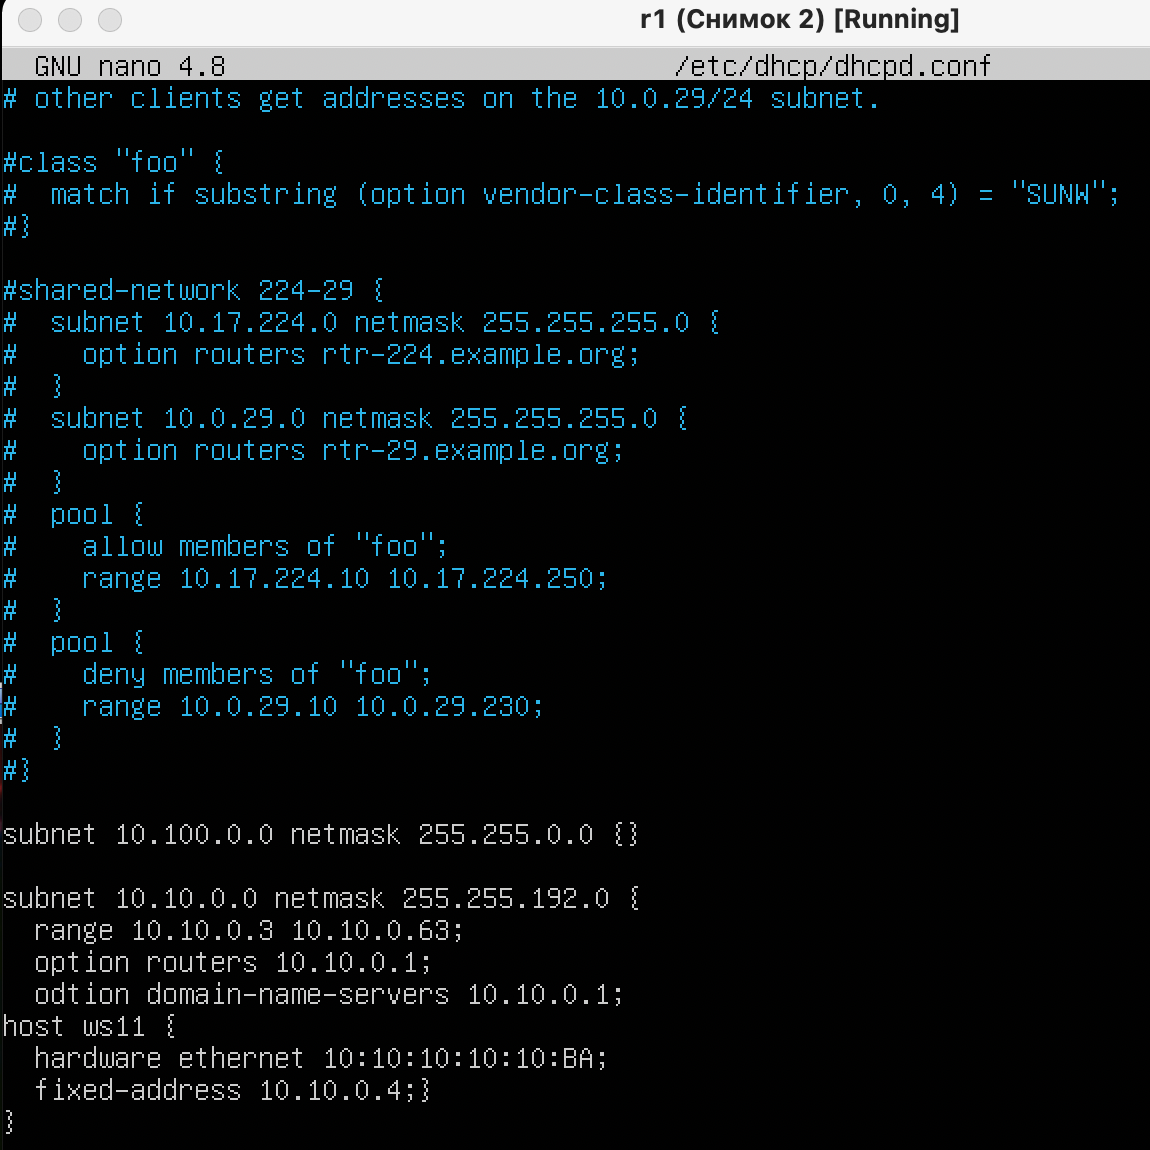 r1 (Снимок 2) [Running]
GNU nano 4.8 /etc/dhcp/dhcpd.conf
# other clients get addresses on the 10.0.29/24 subnet.
#class "foo" {
#  match if substring (option vendor-class-identifier, 0, 4) = "SUNW";
#}
#shared-network 224-29 {
#  subnet 10.17.224.0 netmask 255.255.255.0 {
#    option routers rtr-224.example.org;
#  }
#  subnet 10.0.29.0 netmask 255.255.255.0 {
#    option routers rtr-29.example.org;
#  }
#  pool {
#    allow members of "foo";
#    range 10.17.224.10 10.17.224.250;
#  }
#  pool {
#    deny members of "foo";
#    range 10.0.29.10 10.0.29.230;
#  }
#}
subnet 10.100.0.0 netmask 255.255.0.0 {}
subnet 10.10.0.0 netmask 255.255.192.0 {
  range 10.10.0.3 10.10.0.63;
  option routers 10.10.0.1;
  odtion domain-name-servers 10.10.0.1;
host ws11 {
  hardware ethernet 10:10:10:10:10:BA;
  fixed-address 10.10.0.4;}
}